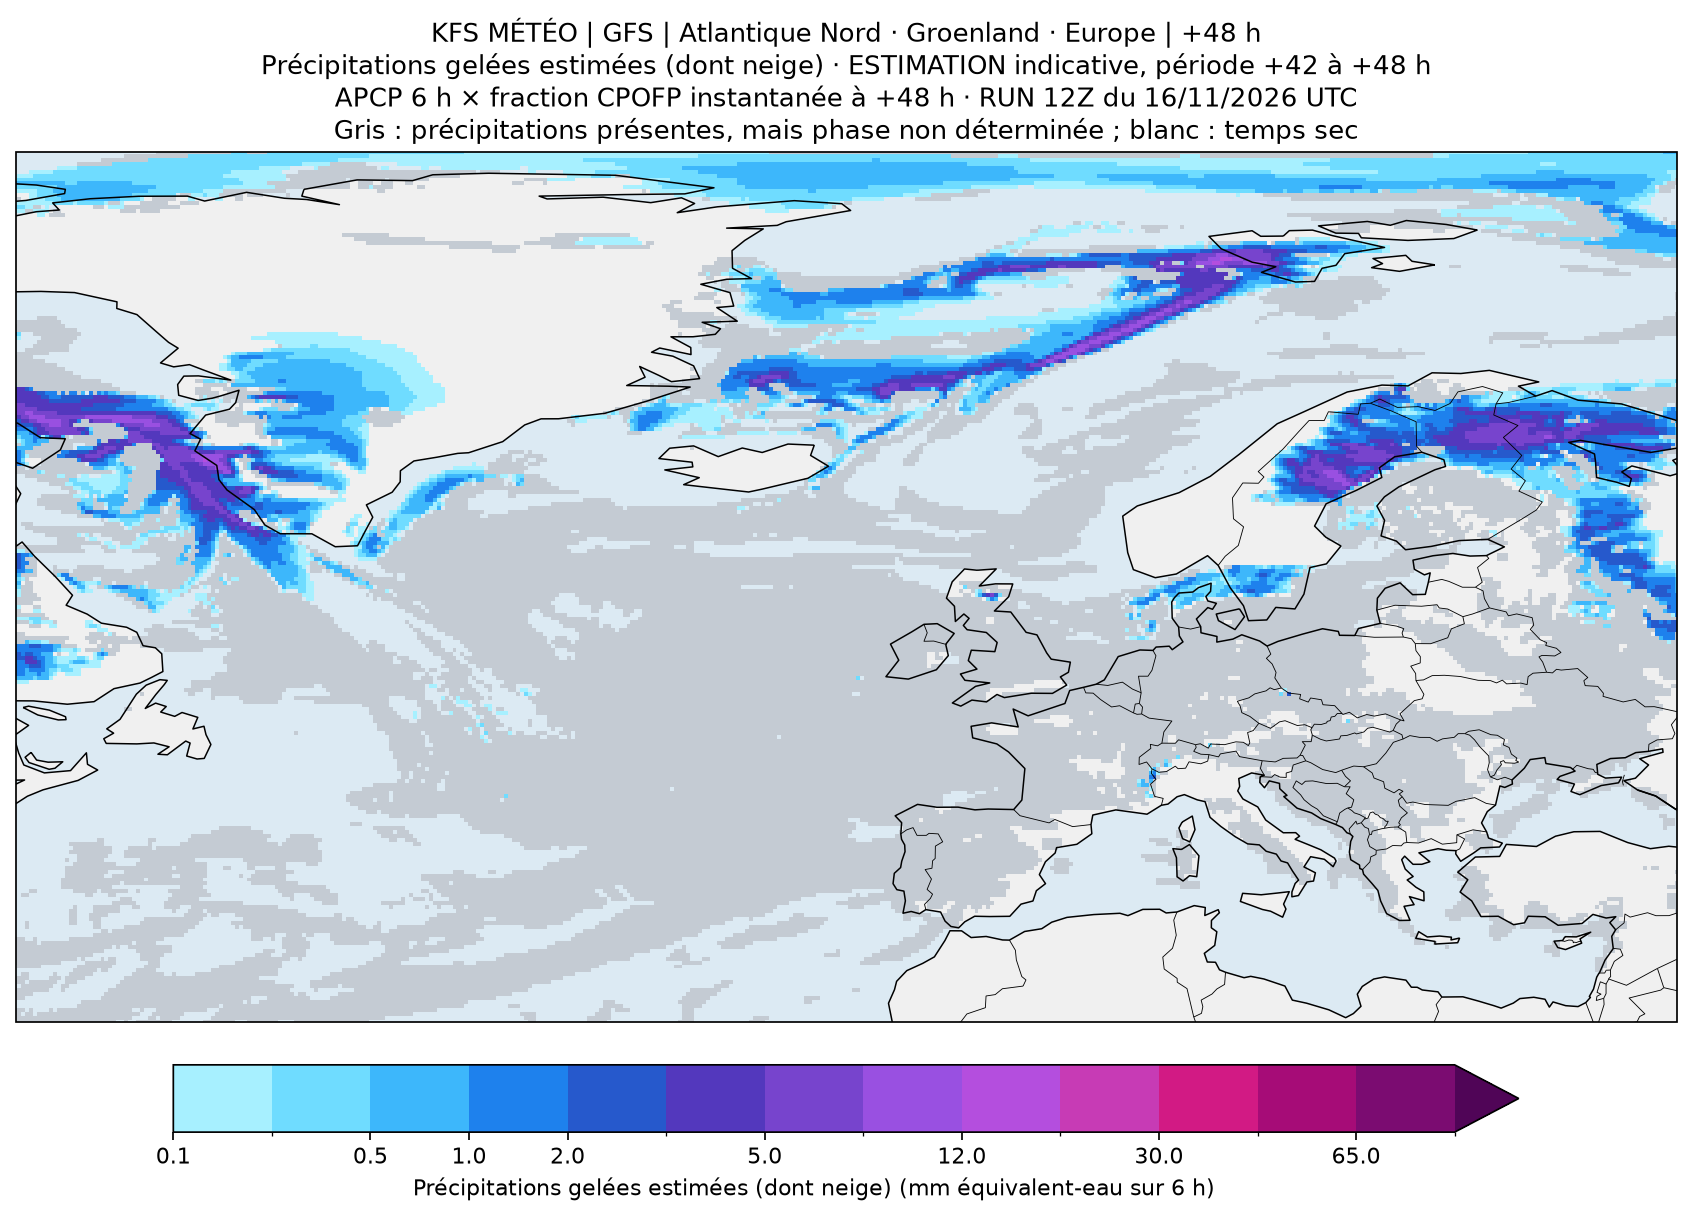 KFS MÉTÉO | GFS | Atlantique Nord · Groenland · Europe | +48 h
Précipitations gelées estimées (dont neige) · ESTIMATION indicative, période +42 à +48 h
APCP 6 h × fraction CPOFP instantanée à +48 h · RUN 12Z du 16/11/2026 UTC
Gris : précipitations présentes, mais phase non déterminée ; blanc : temps sec
0.1 0.5 1.0 2.0 5.0 12.0 30.0 65.0
Précipitations gelées estimées (dont neige) (mm équivalent-eau sur 6 h)